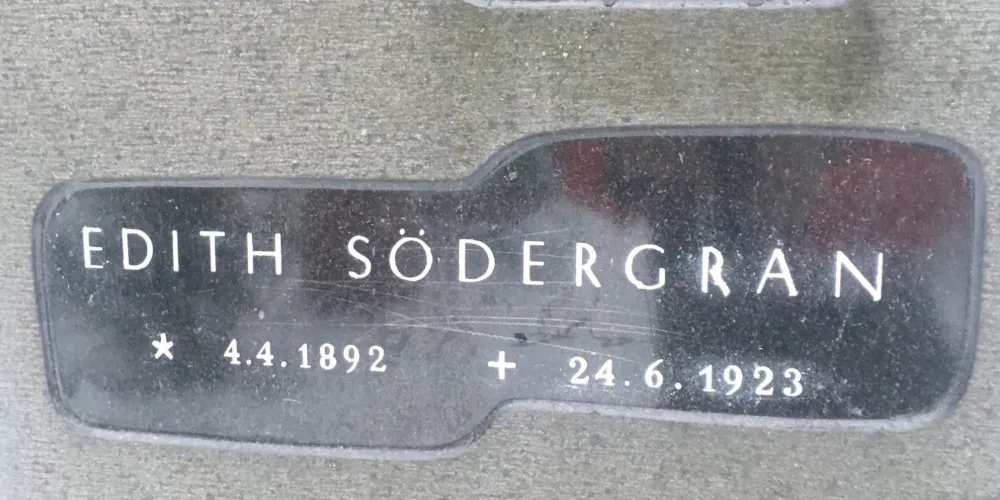 EDITH SÖDERGRAN
* 4.4.1892 + 24.6.1923